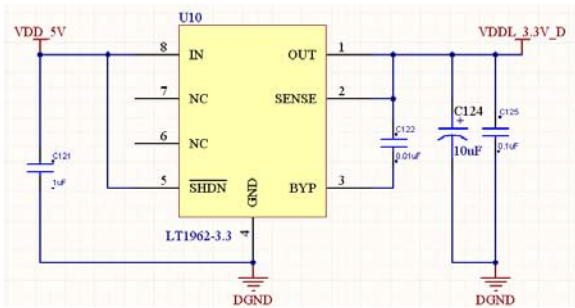 U10
VDD_5V
VDDL_3.3V_D
8 IN OUT 1
7 NC SENSE 2
6 NC
5 SHDN BYP 3
GND
4
C121
1uF
C122
0.01uF
C124
+
10uF
C125
0.1uF
LT1962-3.3
DGND
DGND